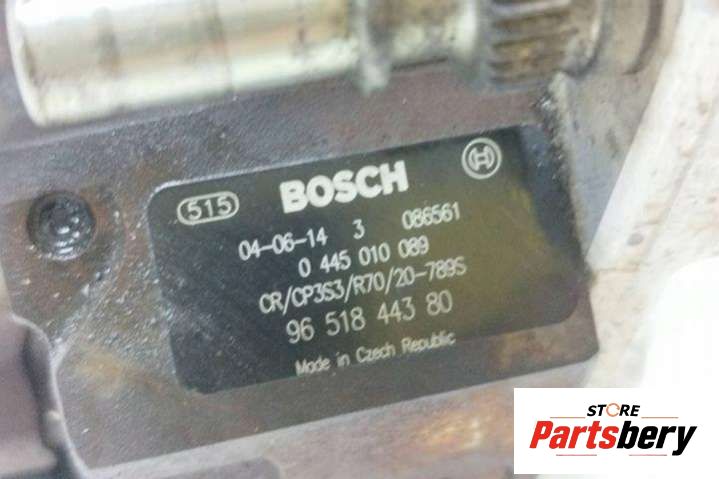 515 BOSCH
04-06-14 3 086561
0 445 010 089
CR/CP3S3/R70/20-789S
96 518 443 80
Made in Czech Republic
STORE
Partsbery